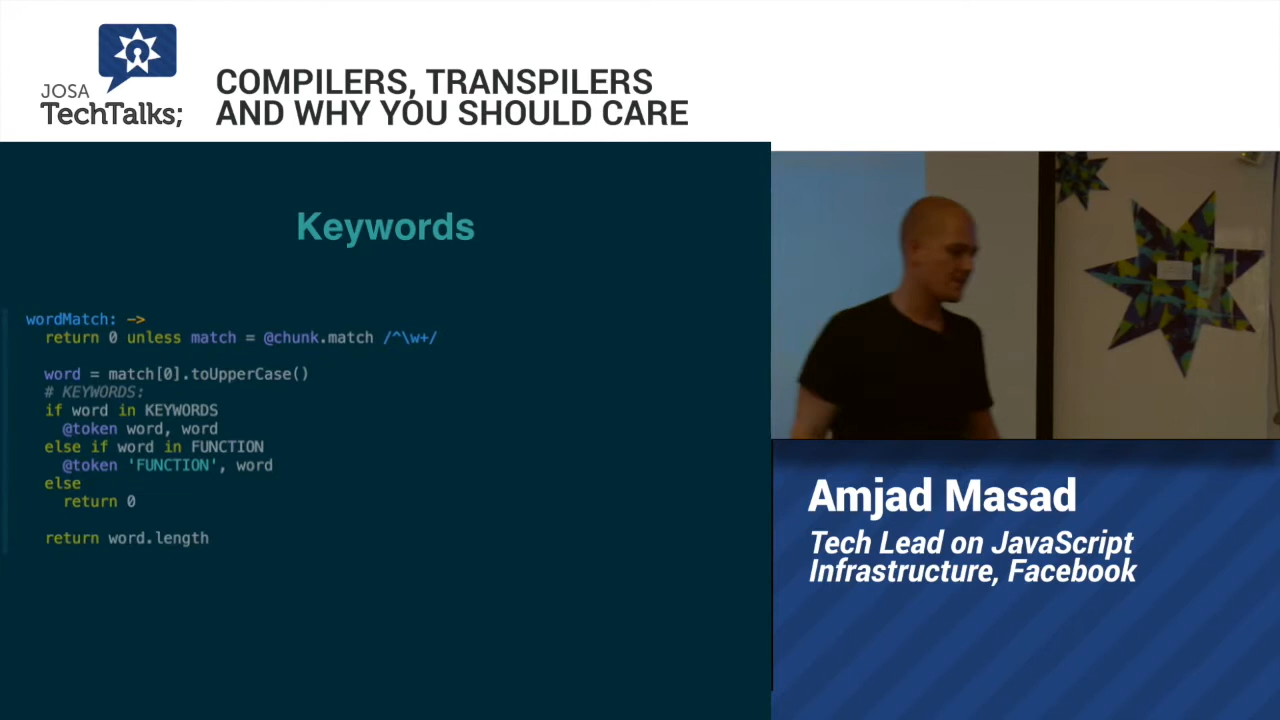 JOSA
TechTalks;
COMPILERS, TRANSPILERS
AND WHY YOU SHOULD CARE
Keywords
wordMatch: ->
  return 0 unless match = @chunk.match /^\w+/
  word = match[0].toUpperCase()
  # KEYWORDS:
  if word in KEYWORDS
    @token word, word
  else if word in FUNCTION
    @token 'FUNCTION', word
  else
    return 0
  return word.length
Amjad Masad
Tech Lead on JavaScript
Infrastructure, Facebook